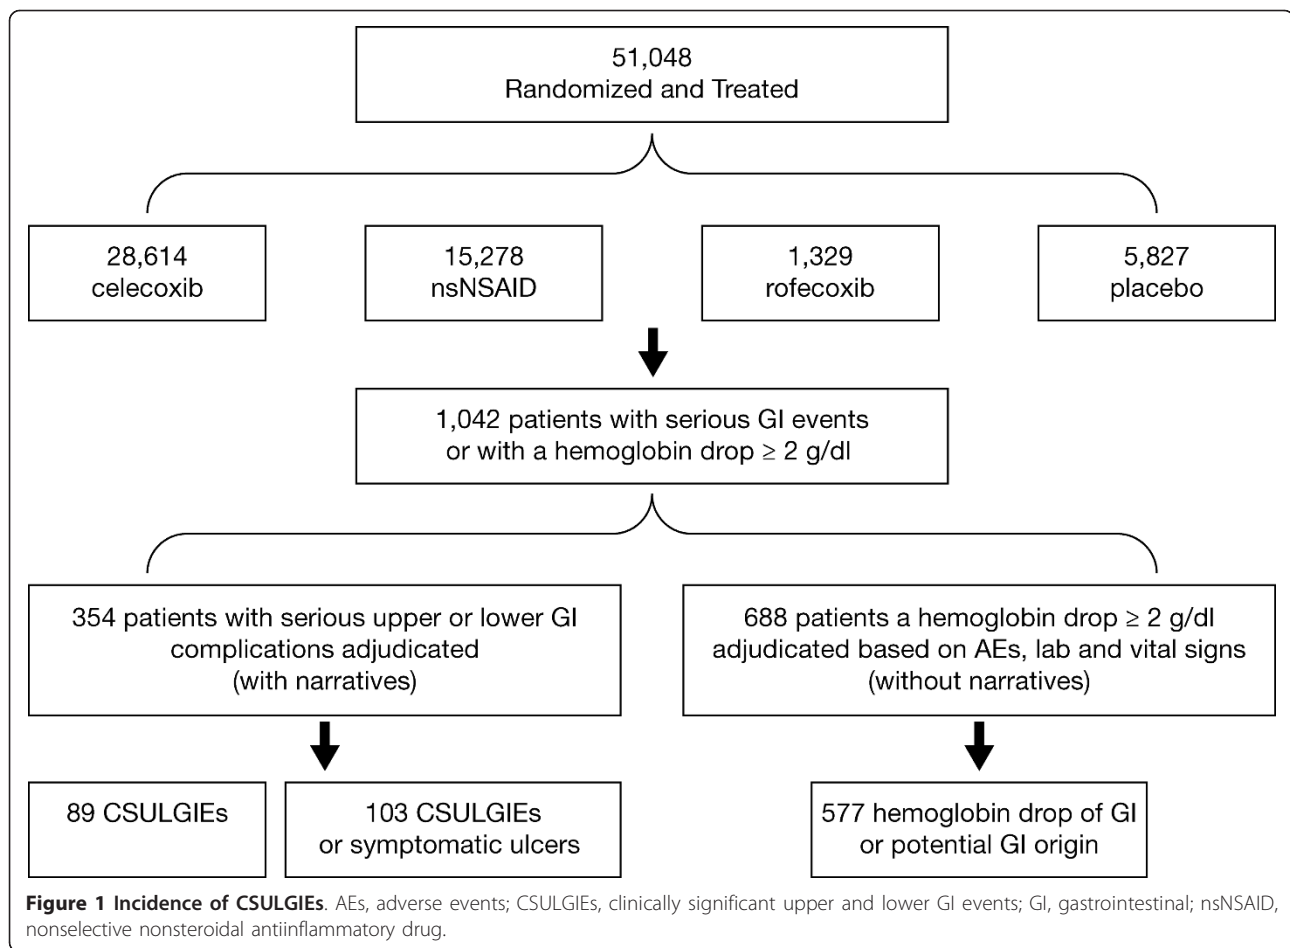 51,048
Randomized and Treated
28,614
celecoxib
15,278
nsNSAID
1,329
rofecoxib
5,827
placebo
1,042 patients with serious GI events
or with a hemoglobin drop ≥ 2 g/dl
354 patients with serious upper or lower GI
complications adjudicated
(with narratives)
688 patients a hemoglobin drop ≥ 2 g/dl
adjudicated based on AEs, lab and vital signs
(without narratives)
89 CSULGIEs
103 CSULGIEs
or symptomatic ulcers
577 hemoglobin drop of GI
or potential GI origin
Figure 1 Incidence of CSULGIEs. AEs, adverse events; CSULGIEs, clinically significant upper and lower GI events; GI, gastrointestinal; nsNSAID,
nonselective nonsteroidal antiinflammatory drug.